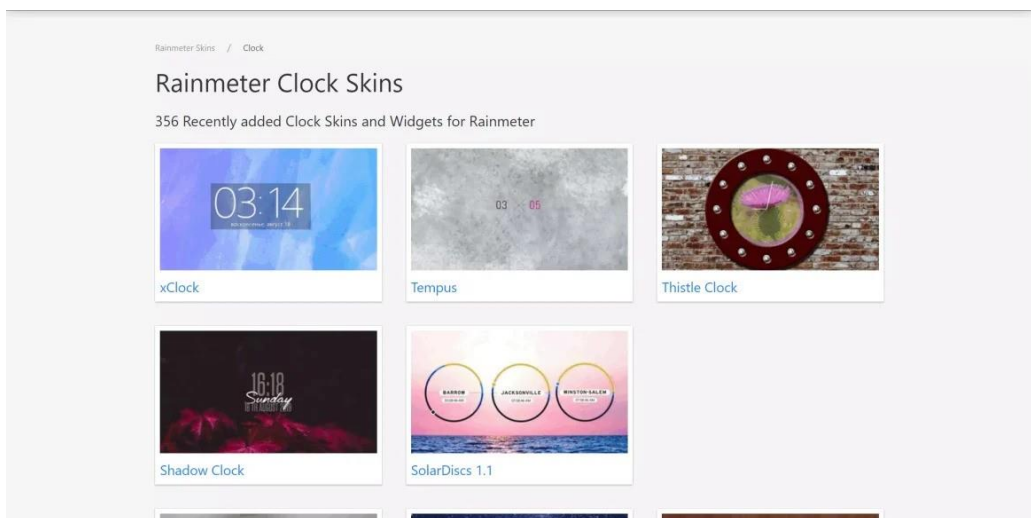 Rainmeter Skins / Clock
Rainmeter Clock Skins
356 Recently added Clock Skins and Widgets for Rainmeter
03:14
03 05
xClock
Tempus
Thistle Clock
16:18
Sunday
BARROW
JACKSONVILLE
WINSTON-SALEM
Shadow Clock
SolarDiscs 1.1